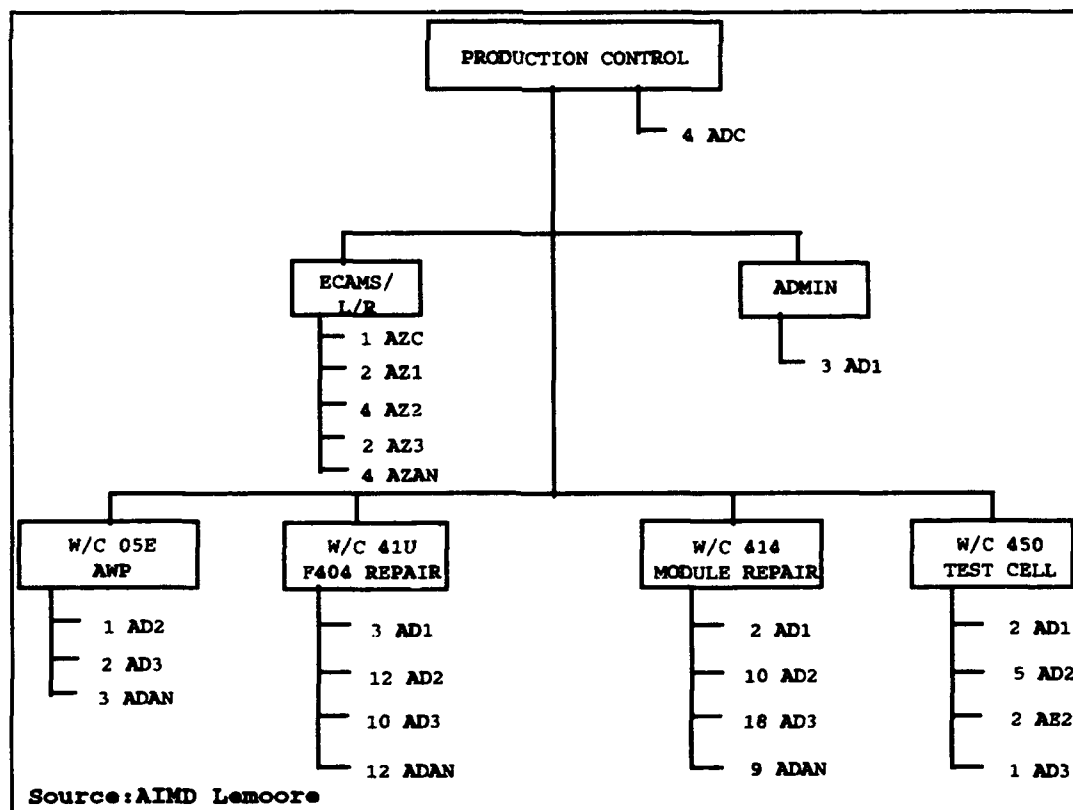 PRODUCTION CONTROL
4 ADC
ECAMS/
L/R
1 AZC
2 AZ1
4 AZ2
2 AZ3
4 AZAN
ADMIN
3 AD1
W/C 05E
AWP
1 AD2
2 AD3
3 ADAN
W/C 41U
F404 REPAIR
3 AD1
12 AD2
10 AD3
12 ADAN
W/C 414
MODULE REPAIR
2 AD1
10 AD2
18 AD3
9 ADAN
W/C 450
TEST CELL
2 AD1
5 AD2
2 AE2
1 AD3
Source:AIMD Lemoore